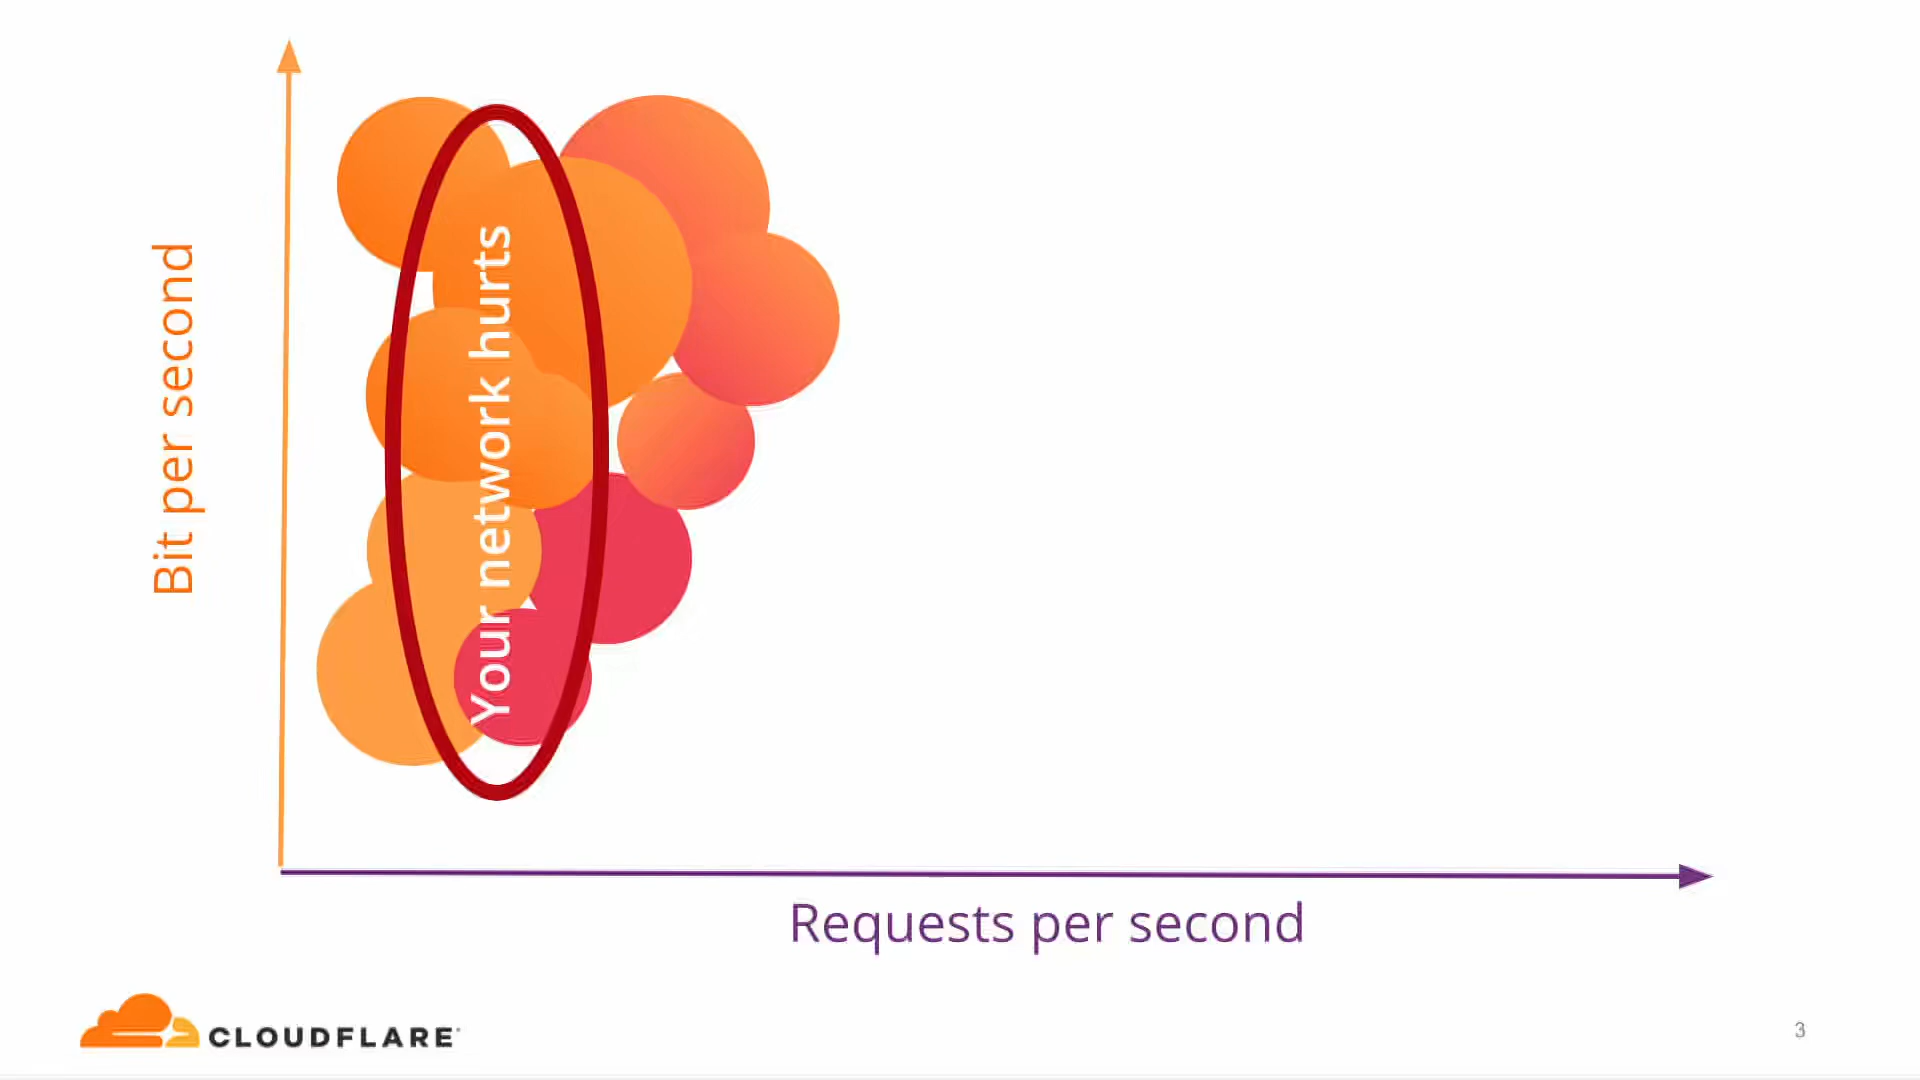 Bit per second
Your network hurts
Requests per second
CLOUDFLARE
3